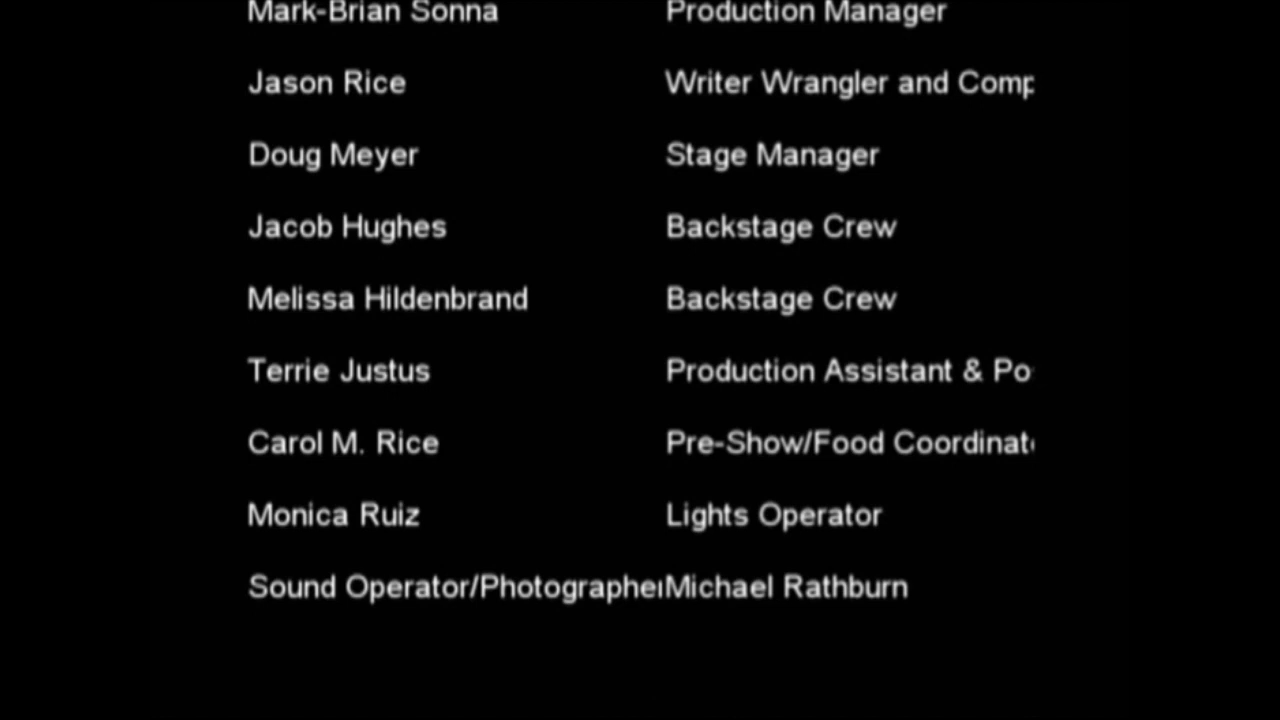 Mark-Brian Sonna Production Manager
Jason Rice Writer Wrangler and Comp
Doug Meyer Stage Manager
Jacob Hughes Backstage Crew
Melissa Hildenbrand Backstage Crew
Terrie Justus Production Assistant & Po
Carol M. Rice Pre-Show/Food Coordinat
Monica Ruiz Lights Operator
Sound Operator/Photographer Michael Rathburn